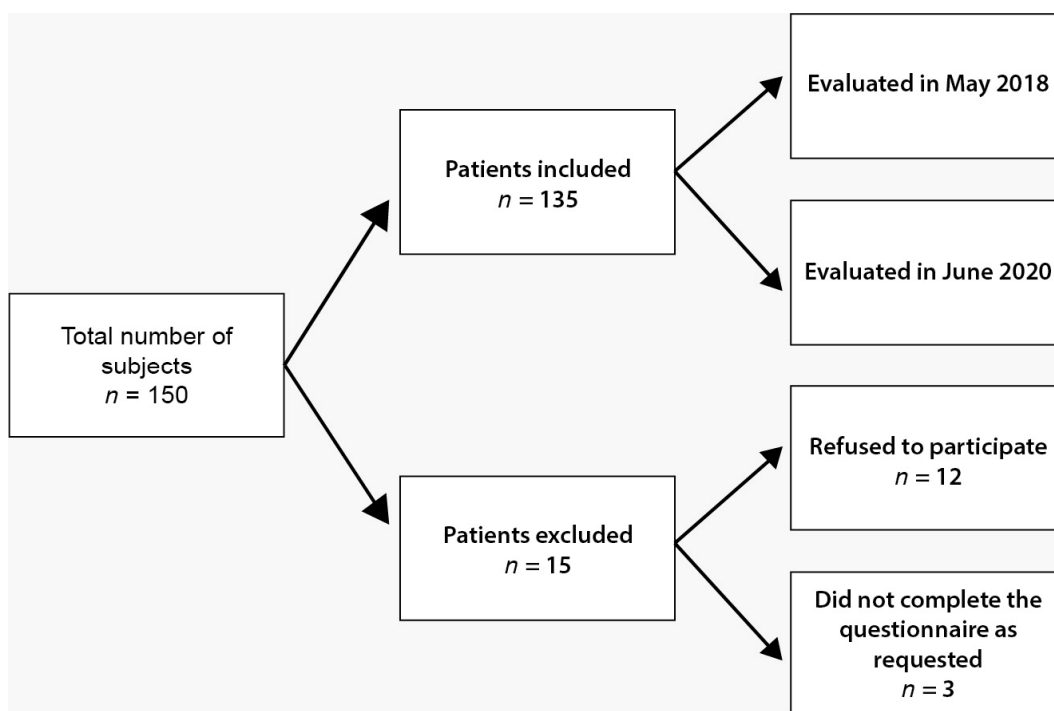 Total number of
subjects
n = 150
Patients included
n = 135
Evaluated in May 2018
Evaluated in June 2020
Patients excluded
n = 15
Refused to participate
n = 12
Did not complete the
questionnaire as
requested
n = 3